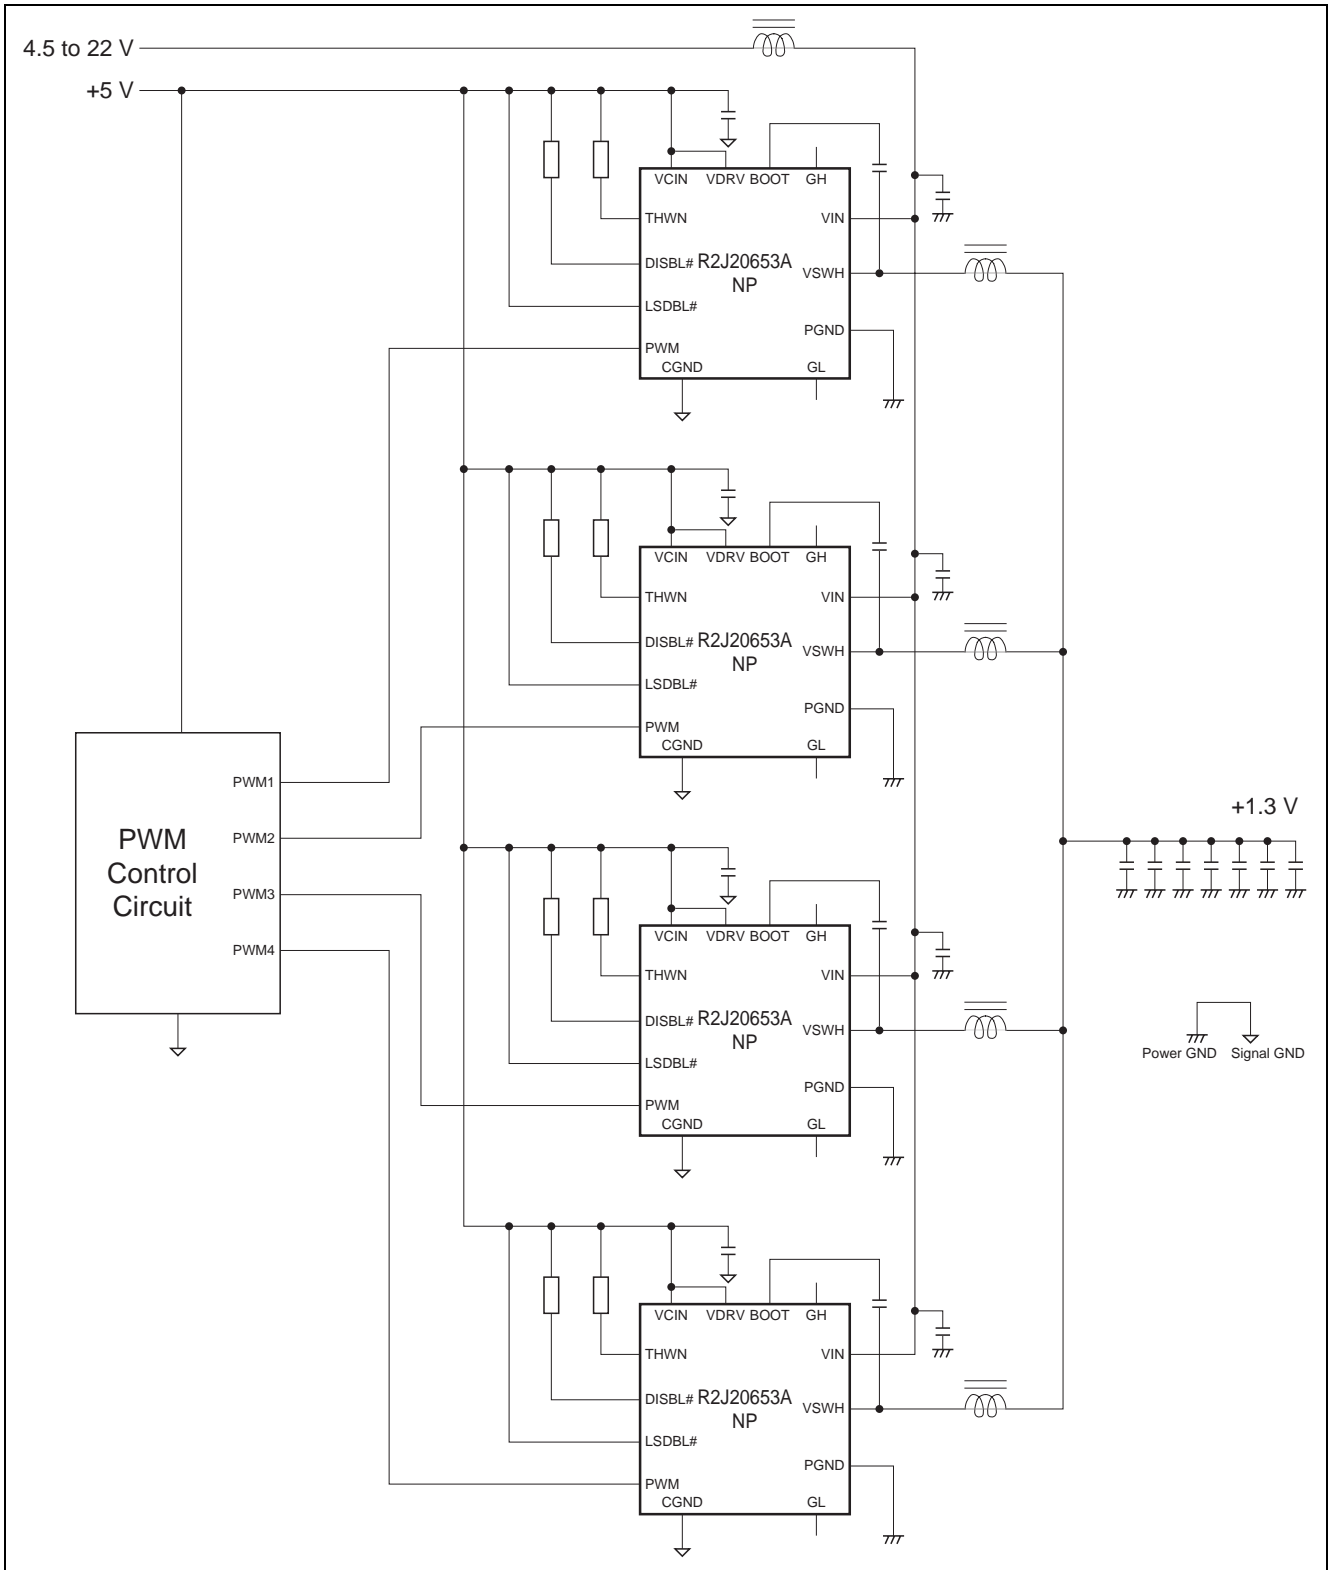 4.5 to 22 V
+5 V
VCIN VDRV BOOT GH
THWN VIN
DISBL# R2J20653A
NP VSWH
LSDBL#
PGND
PWM
CGND GL
VCIN VDRV BOOT GH
THWN VIN
DISBL# R2J20653A
NP VSWH
LSDBL#
PGND
PWM
CGND GL
PWM
Control
Circuit
PWM1
PWM2
PWM3
PWM4
+1.3 V
VCIN VDRV BOOT GH
THWN VIN
DISBL# R2J20653A
NP VSWH
LSDBL#
PGND
PWM
CGND GL
Power GND Signal GND
VCIN VDRV BOOT GH
THWN VIN
DISBL# R2J20653A
NP VSWH
LSDBL#
PGND
PWM
CGND GL